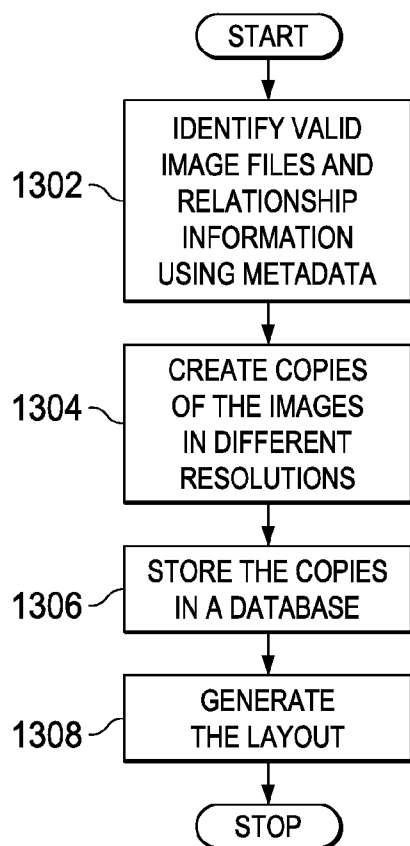 START
1302
IDENTIFY VALID
IMAGE FILES AND
RELATIONSHIP
INFORMATION
USING METADATA
1304
CREATE COPIES
OF THE IMAGES
IN DIFFERENT
RESOLUTIONS
1306
STORE THE COPIES
IN A DATABASE
1308
GENERATE
THE LAYOUT
STOP